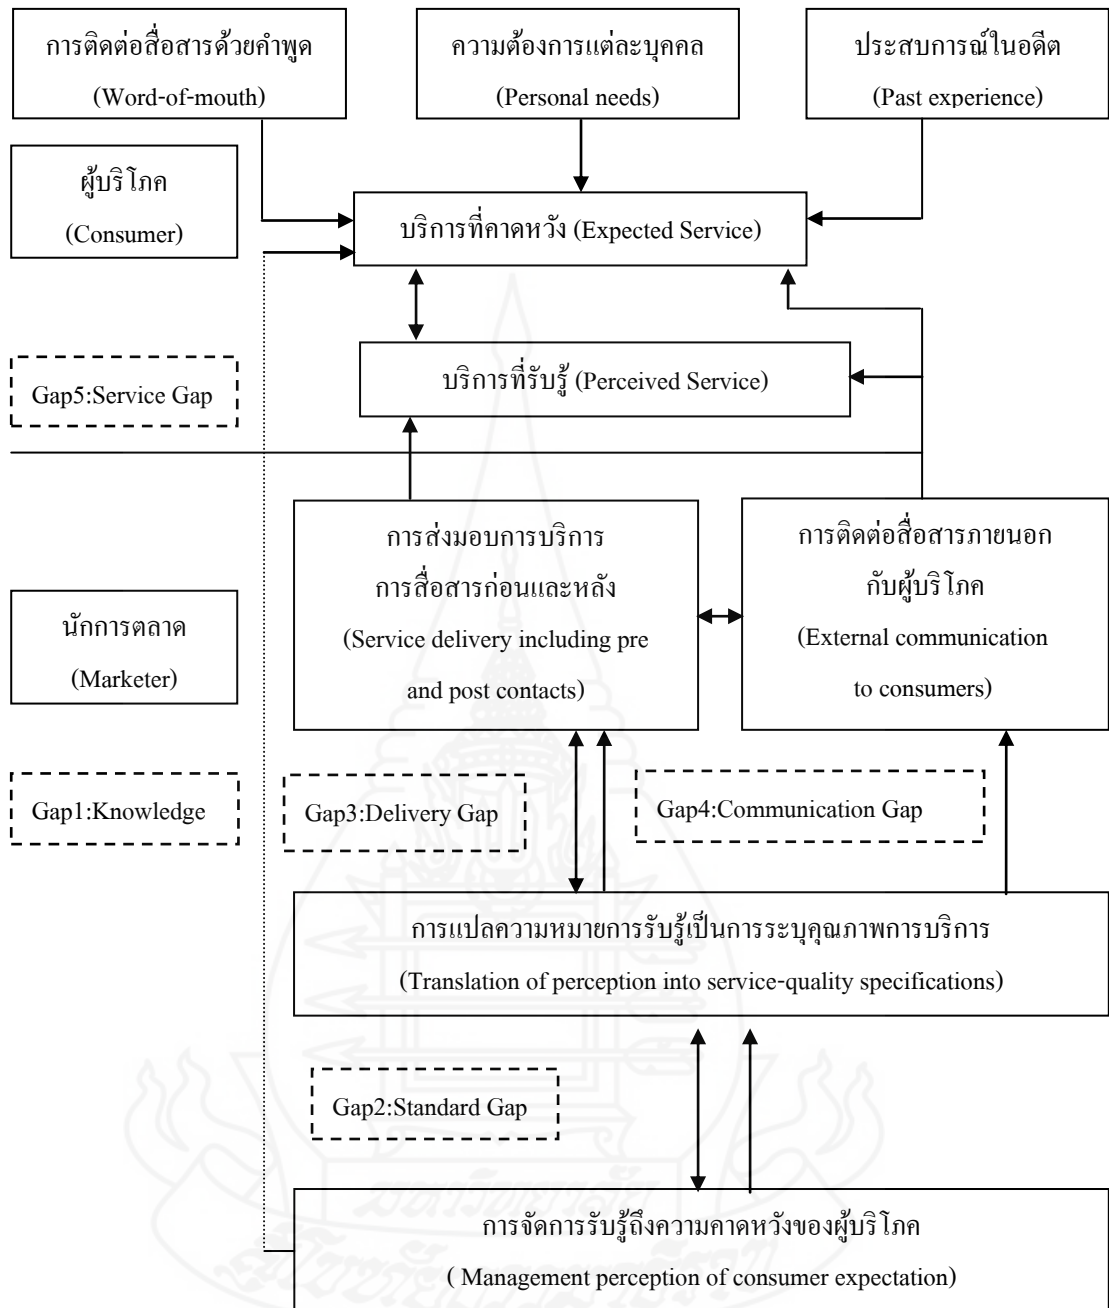 การติดต่อสื่อสารด้วยคำพูด
(Word-of-mouth)
ความต้องการแต่ละบุคคล
(Personal needs)
ประสบการณ์ในอดีต
(Past experience)
ผู้บริโภค
(Consumer)
บริการที่คาดหวัง (Expected Service)
บริการที่รับรู้ (Perceived Service)
Gap5:Service Gap
การส่งมอบการบริการ
การสื่อสารก่อนและหลัง
(Service delivery including pre
and post contacts)
การติดต่อสื่อสารภายนอก
กับผู้บริโภค
(External communication
to consumers)
นักการตลาด
(Marketer)
Gap1:Knowledge
Gap3:Delivery Gap
Gap4:Communication Gap
การแปลความหมายการรับรู้เป็นการระบุคุณภาพการบริการ
(Translation of perception into service-quality specifications)
Gap2:Standard Gap
การจัดการรับรู้ถึงความคาดหวังของผู้บริโภค
( Management perception of consumer expectation)